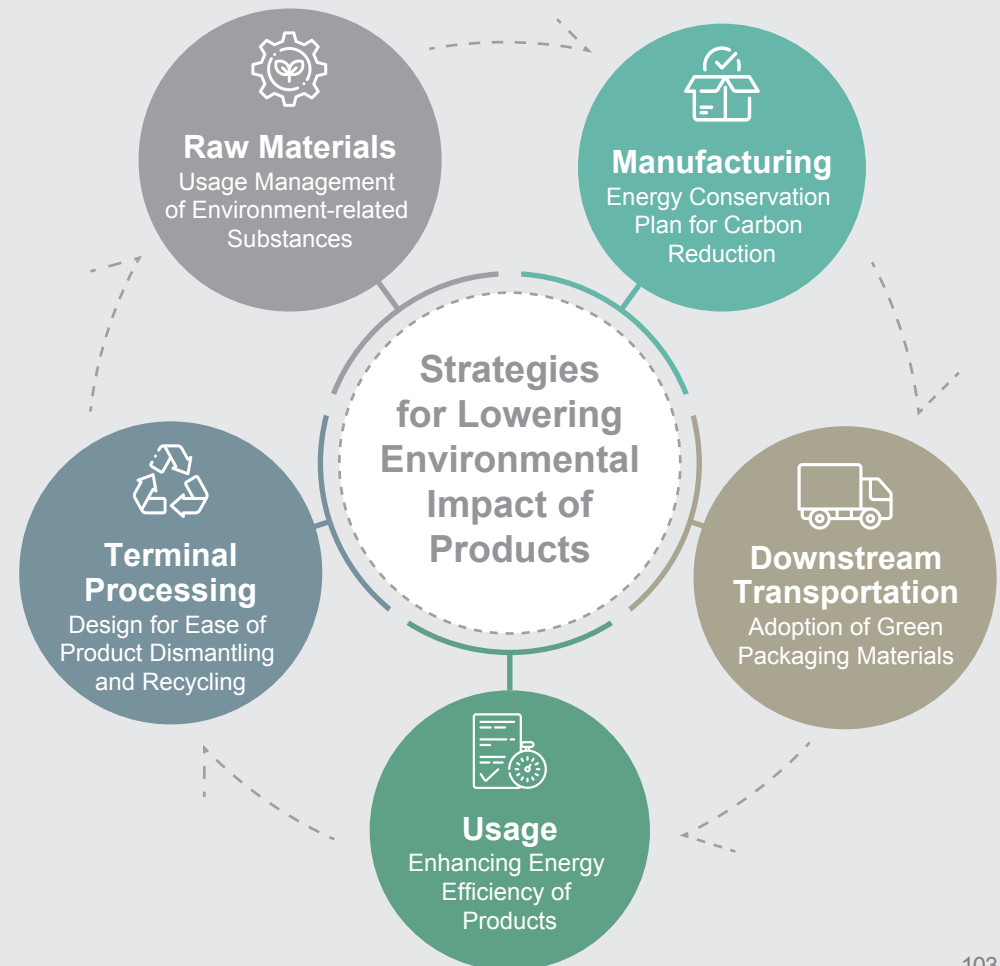 Raw Materials
Usage Management
of Environment-related
Substances
Manufacturing
Energy Conservation
Plan for Carbon
Reduction
Strategies
for Lowering
Environmental
Impact of
Products
Downstream
Transportation
Adoption of Green
Packaging Materials
Usage
Enhancing Energy
Efficiency of
Products
Terminal
Processing
Design for Ease of
Product Dismantling
and Recycling
103